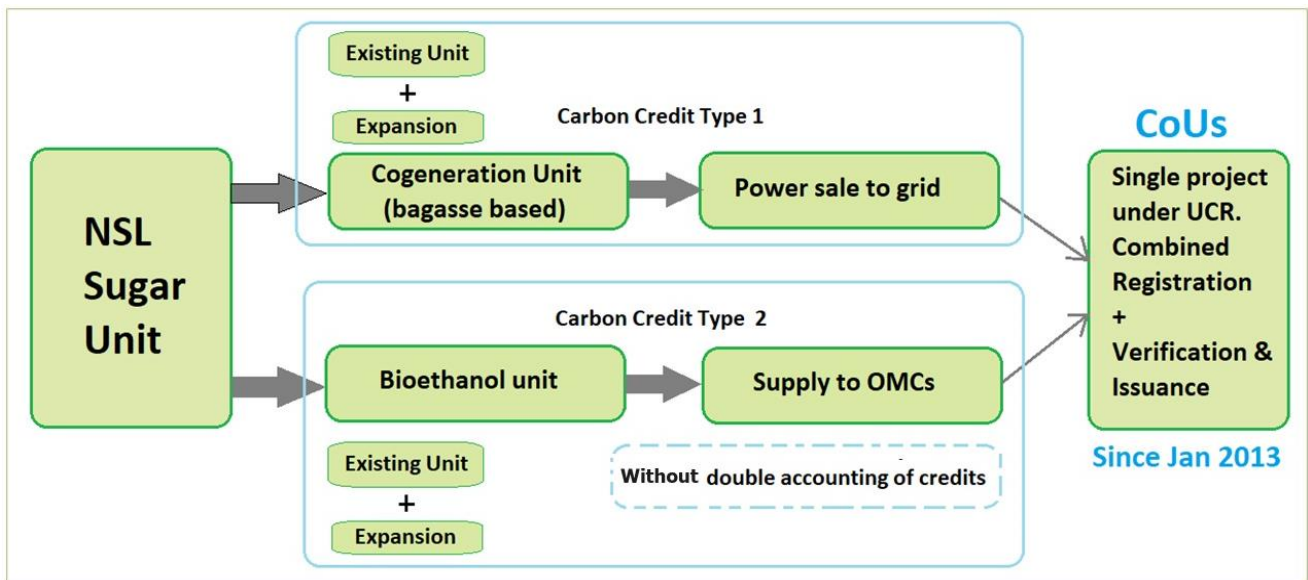 NSL
Sugar
Unit
Existing Unit
+
Expansion
Carbon Credit Type 1
Cogeneration Unit
(bagasse based)
Power sale to grid
Carbon Credit Type 2
Bioethanol unit
Supply to OMCs
Existing Unit
+
Expansion
Without double accounting of credits
CoUs
Single project
under UCR.
Combined
Registration
+
Verification &
Issuance
Since Jan 2013